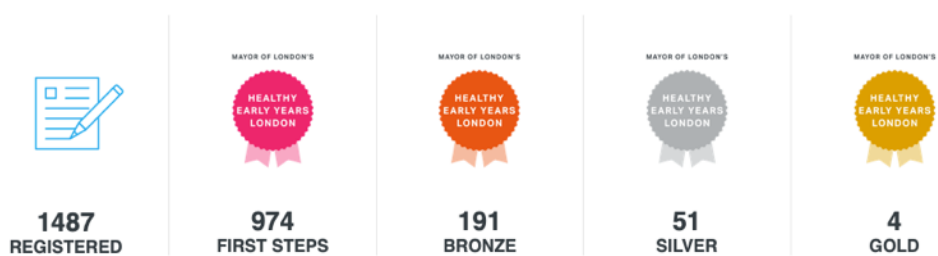 1487
REGISTERED
MAYOR OF LONDON'S
HEALTHY
EARLY YEARS
LONDON
974
FIRST STEPS
MAYOR OF LONDON'S
HEALTHY
EARLY YEARS
LONDON
191
BRONZE
MAYOR OF LONDON'S
HEALTHY
EARLY YEARS
LONDON
51
SILVER
MAYOR OF LONDON'S
HEALTHY
EARLY YEARS
LONDON
4
GOLD